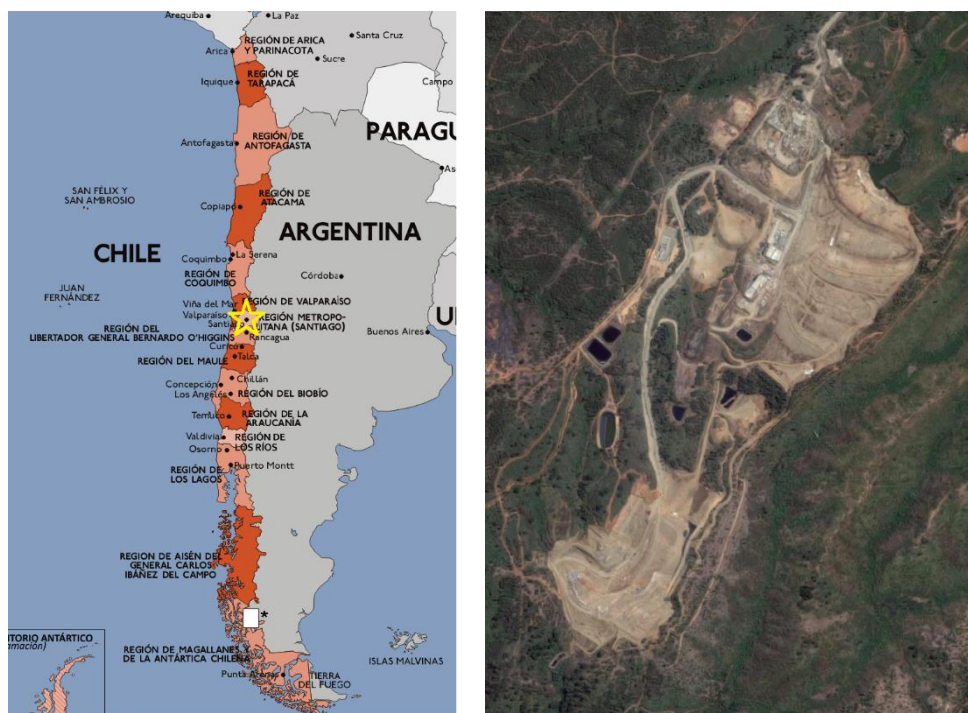 Arequiba
La Paz
Santa Cruz
REGIÓN DE ARICA
Y PARINACOTA
Arica
Sucre
Iquique
REGIÓN DE
TARAPACÁ
Campo
PARAGU
Antofagasta
REGIÓN DE
ANTOFAGASTA
SAN FÉLIX Y
SAN AMBROSIO
Copiapó
REGIÓN DE
ATACAMA
ARGENTINA
CHILE
La Serena
Coquimbo
REGIÓN DE
COQUIMBO
Córdoba
JUAN
FERNÁNDEZ
Viña del Mar
REGIÓN DE VALPARAÍSO
Valparaíso
REGIÓN METROPO-
LITANA (SANTIAGO)
REGIÓN DEL
LIBERTADOR GENERAL BERNARDO O'HIGGINS
Rancagua
Buenos Aires
Curicó
REGIÓN DEL MAULE
Talca
Chillán
Concepción
Los Angeles
REGIÓN DEL BIOBÍO
Temuco
REGIÓN DE LA
ARAUCANÍA
Valdivia
REGIÓN DE
LOS RÍOS
Osorno
Puerto Montt
REGIÓN DE
LOS LAGOS
REGION DE AISÉN DEL
GENERAL CARLOS
IBÁÑEZ DEL CAMPO
*
ITORIO ANTÁRTICO
REGIÓN DE MAGALLANES Y
DE LA ANTÁRTICA CHILENA
ISLAS MALVINAS
Punta Arenas
TIERRA
DEL FUEGO